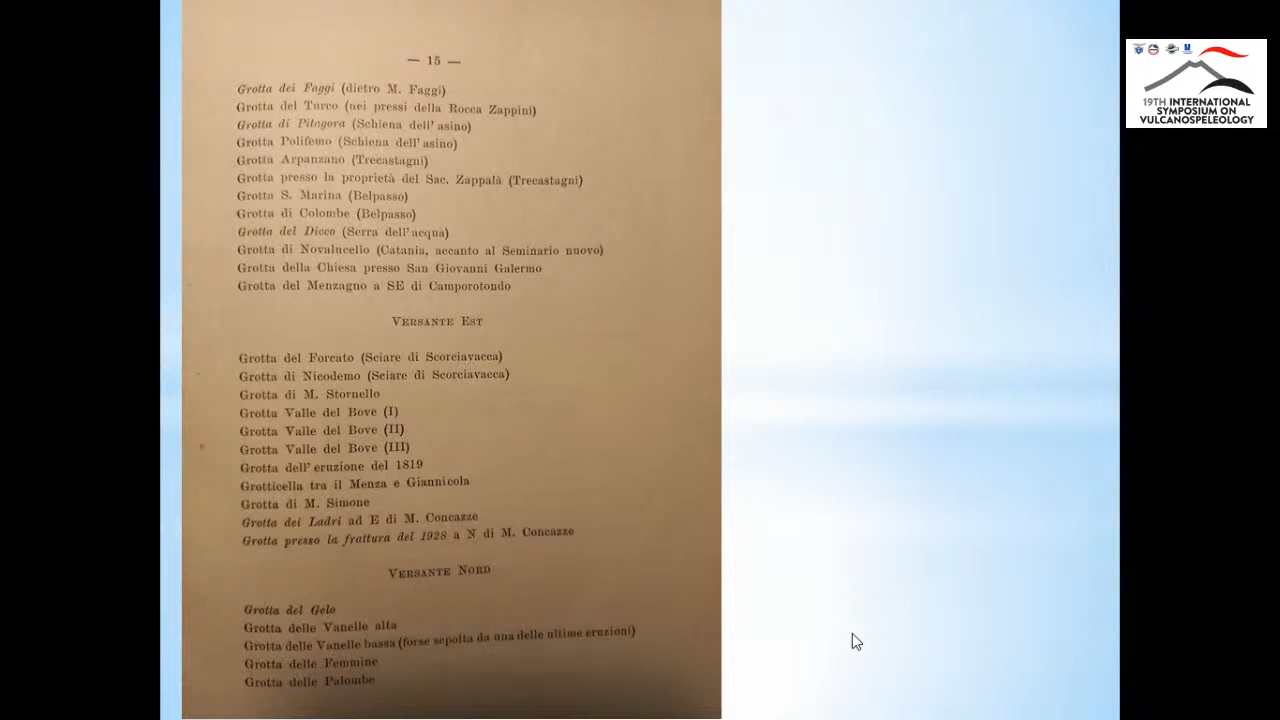 — 15 —
Grotta dei Faggi (dietro M. Faggi)
Grotta del Turco (nei pressi della Rocca Zappini)
Grotta di Pitagora (Schiena dell' asino)
Grotta Polifemo (Schiena dell' asino)
Grotta Arpanzano (Trecastagni)
Grotta presso la proprietà del Sac. Zappalà (Trecastagni)
Grotta S. Marina (Belpasso)
Grotta di Colombe (Belpasso)
Grotta del Dicco (Serra dell' acqua)
Grotta di Novalucello (Catania, accanto al Seminario nuovo)
Grotta della Chiesa presso San Giovanni Galermo
Grotta del Menzagno a SE di Camporotondo
VERSANTE EST
Grotta del Forcato (Sciare di Scorciavacca)
Grotta di Nicodemo (Sciare di Scorciavacca)
Grotta di M. Stornello
Grotta Valle del Bove (I)
Grotta Valle del Bove (II)
Grotta Valle del Bove (III)
Grotta dell' eruzione del 1819
Grotticella tra il Menza e Giannicola
Grotta di M. Simone
Grotta dei Ladri ad E di M. Concazze
Grotta presso la frattura del 1928 a N di M. Concazze
VERSANTE NORD
Grotta del Gelo
Grotta delle Vanelle alta
Grotta delle Vanelle bassa (forse sepolta da una delle ultime eruzioni)
Grotta delle Femmine
Grotta delle Palombe
19TH INTERNATIONAL
SYMPOSIUM ON
VULCANOSPELEOLOGY